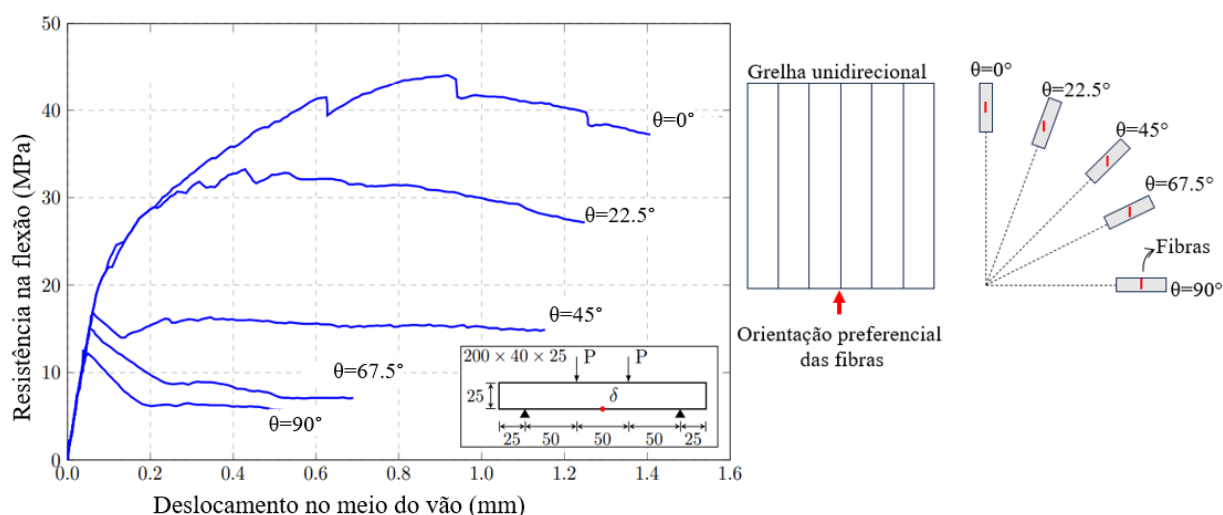 50
40
30
20
10
0
0.0
0.2
0.4
0.6
0.8
1.0
1.2
1.4
1.6
Resistência na flexão (MPa)
Deslocamento no meio do vão (mm)
θ=0°
θ=22.5°
θ=45°
θ=67.5°
θ=90°
200 × 40 × 25
P
P
25
δ
25
50
50
50
25
Grelha unidirecional
Orientação preferencial
das fibras
θ=0°
θ=22.5°
θ=45°
θ=67.5°
Fibras
θ=90°